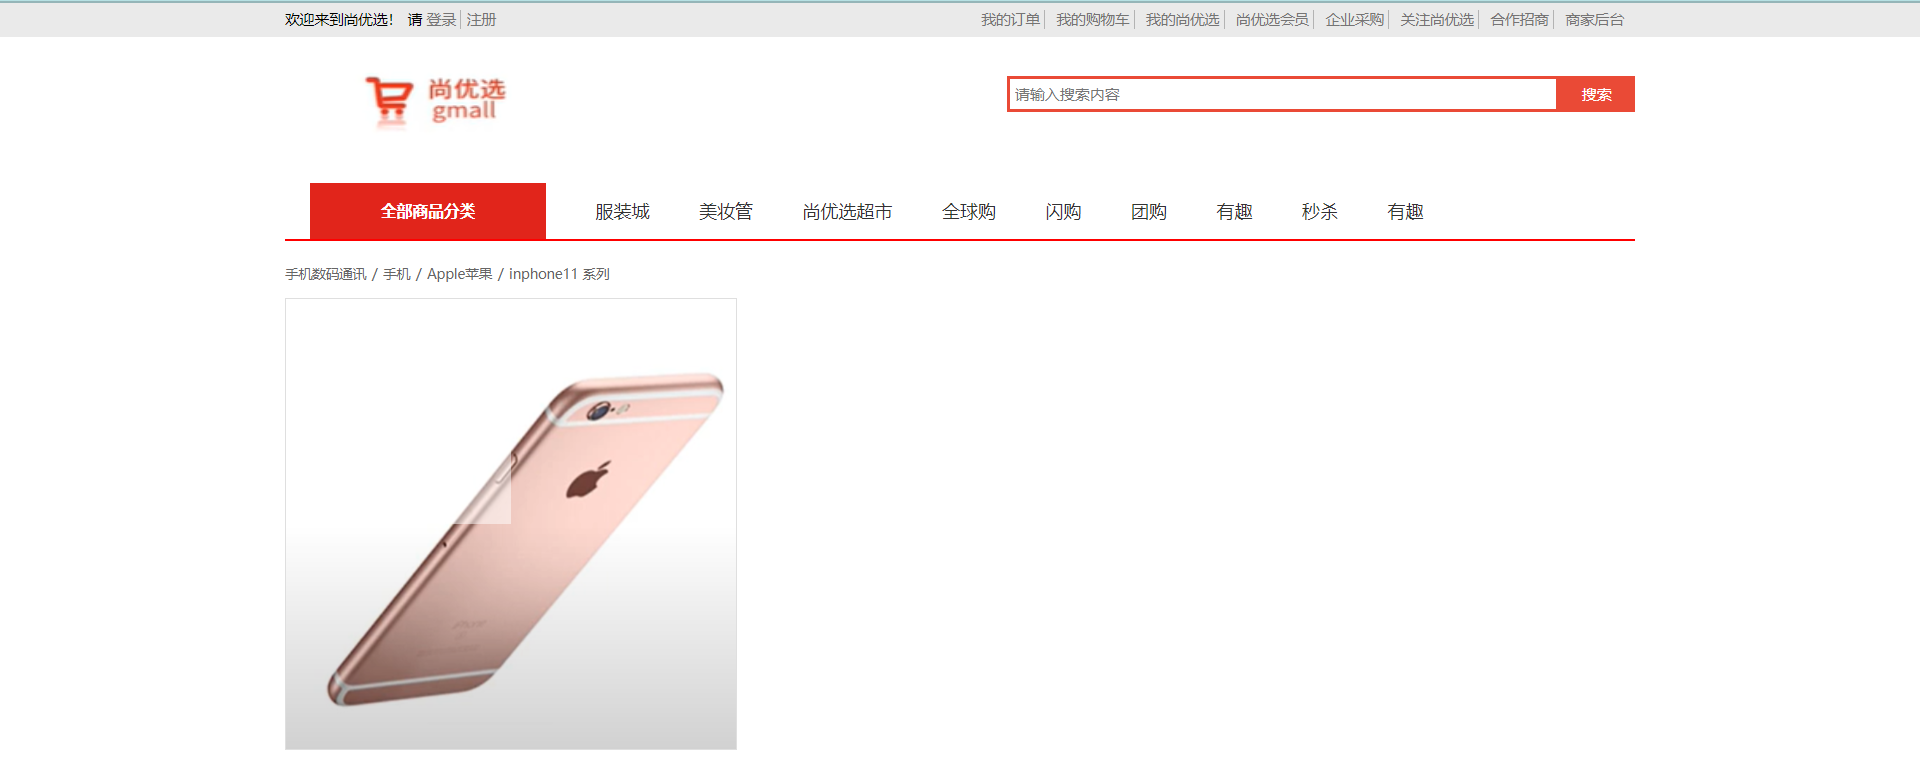 欢迎来到尚优选! 请 登录 注册
我的订单 我的购物车 我的尚优选 尚优选会员 企业采购 关注尚优选 合作招商 商家后台
尚优选
gmall
请输入搜索内容 搜索
全部商品分类 服装城 美妆管 尚优选超市 全球购 闪购 团购 有趣 秒杀 有趣
手机数码通讯 / 手机 / Apple苹果 / inphone11 系列